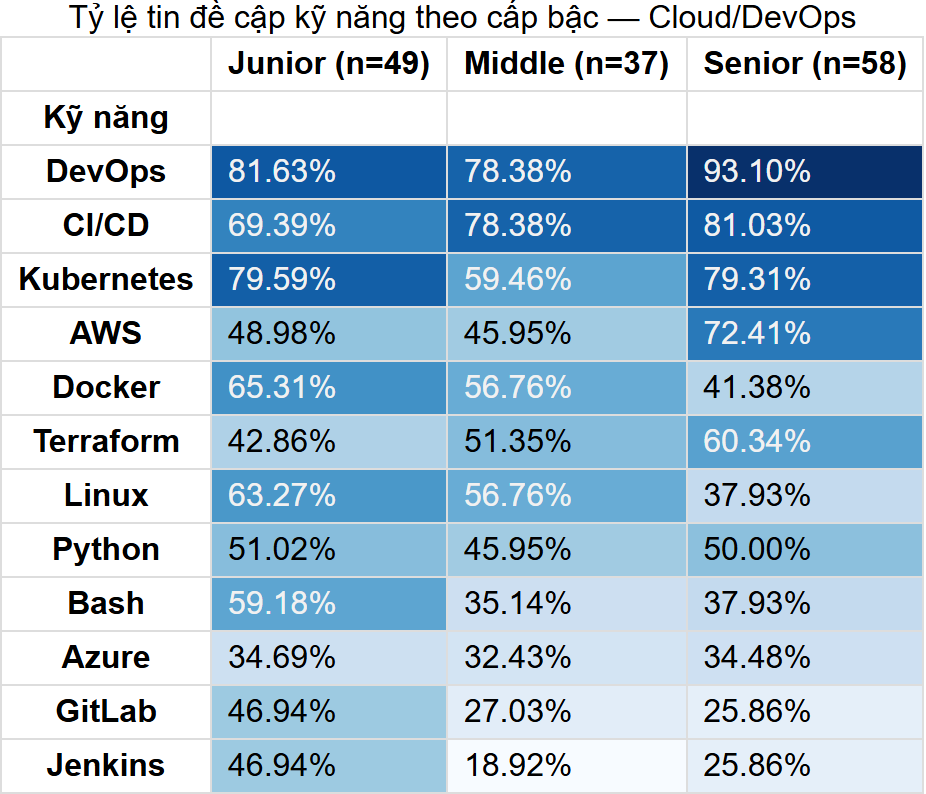 Tỷ lệ tin đề cập kỹ năng theo cấp bậc — Cloud/DevOps
Junior (n=49) Middle (n=37) Senior (n=58)
Kỹ năng
DevOps 81.63% 78.38% 93.10%
CI/CD 69.39% 78.38% 81.03%
Kubernetes 79.59% 59.46% 79.31%
AWS 48.98% 45.95% 72.41%
Docker 65.31% 56.76% 41.38%
Terraform 42.86% 51.35% 60.34%
Linux 63.27% 56.76% 37.93%
Python 51.02% 45.95% 50.00%
Bash 59.18% 35.14% 37.93%
Azure 34.69% 32.43% 34.48%
GitLab 46.94% 27.03% 25.86%
Jenkins 46.94% 18.92% 25.86%